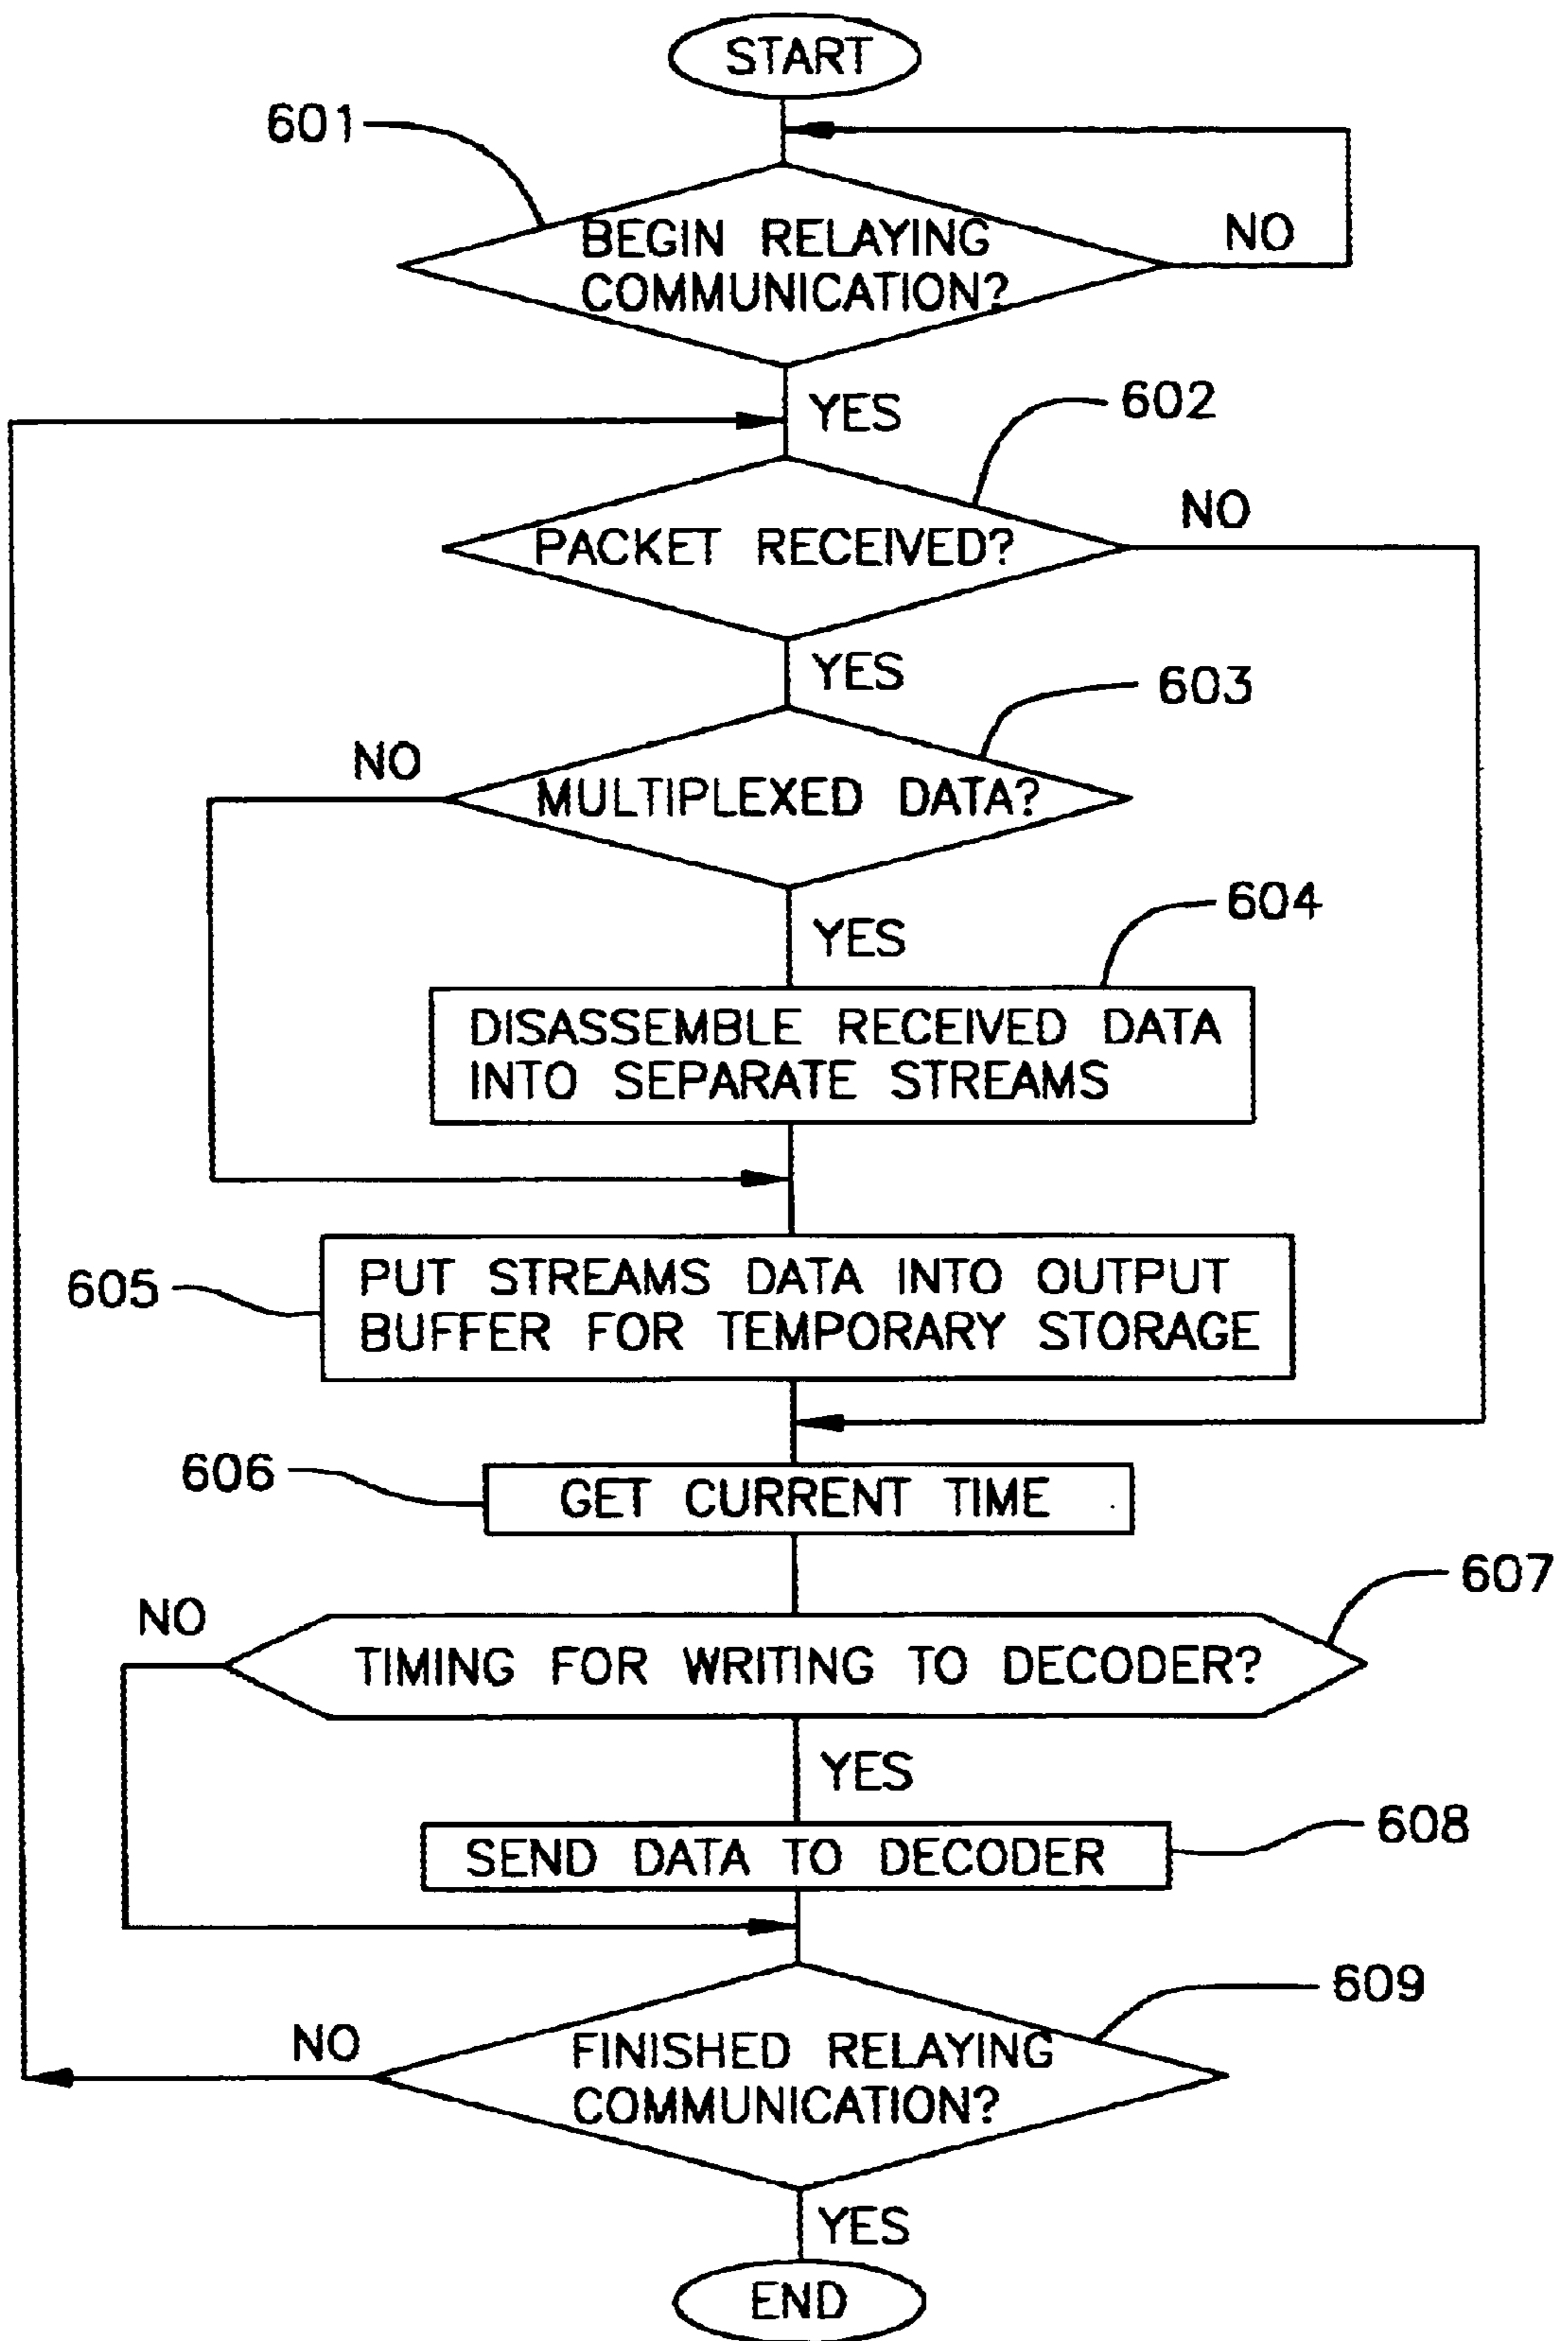 START
601
BEGIN RELAYING
COMMUNICATION?
NO
YES
602
PACKET RECEIVED?
NO
YES
603
NO
MULTIPLEXED DATA?
604
YES
DISASSEMBLE RECEIVED DATA
INTO SEPARATE STREAMS
605
PUT STREAMS DATA INTO OUTPUT
BUFFER FOR TEMPORARY STORAGE
606
GET CURRENT TIME
607
NO
TIMING FOR WRITING TO DECODER?
YES
608
SEND DATA TO DECODER
609
NO
FINISHED RELAYING
COMMUNICATION?
YES
END